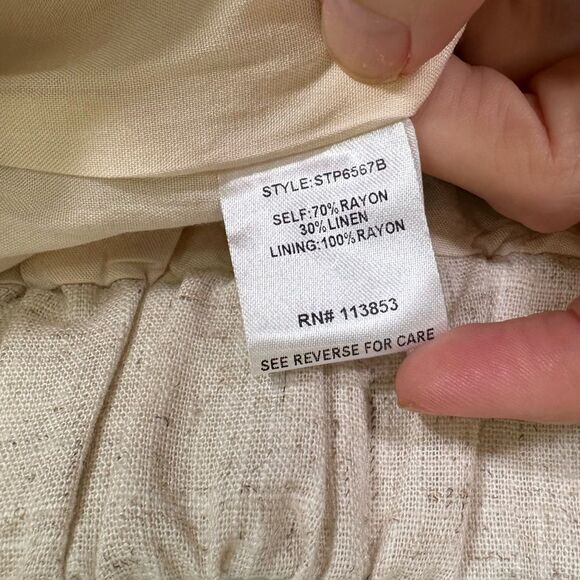 STYLE:STP6567B
SELF:70%RAYON
30%LINEN
LINING:100%RAYON
RN# 113853
SEE REVERSE FOR CARE